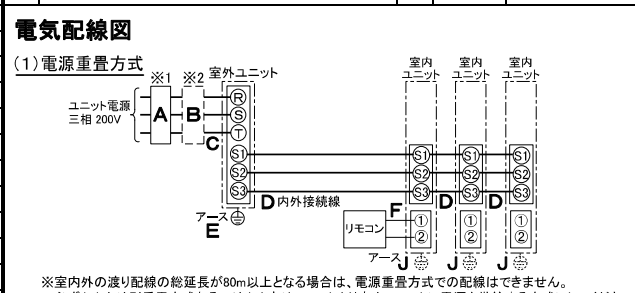 電気配線図
(1)電源重畳方式
※1 ※2 室外ユニット 室内ユニット 室内ユニット 室内ユニット
ユニット電源
三相 200V
A B C
R
S
T
S1 S1 S1 S1
S2 S2 S2 S2
S3 S3 S3 S3
D 内外接続線 D D
アース
E
リモコン F
① ① ①
② ② ②
アース J J J
※室内外の渡り配線の総延長が80m以上となる場合は、電源重畳方式での配線はできません。